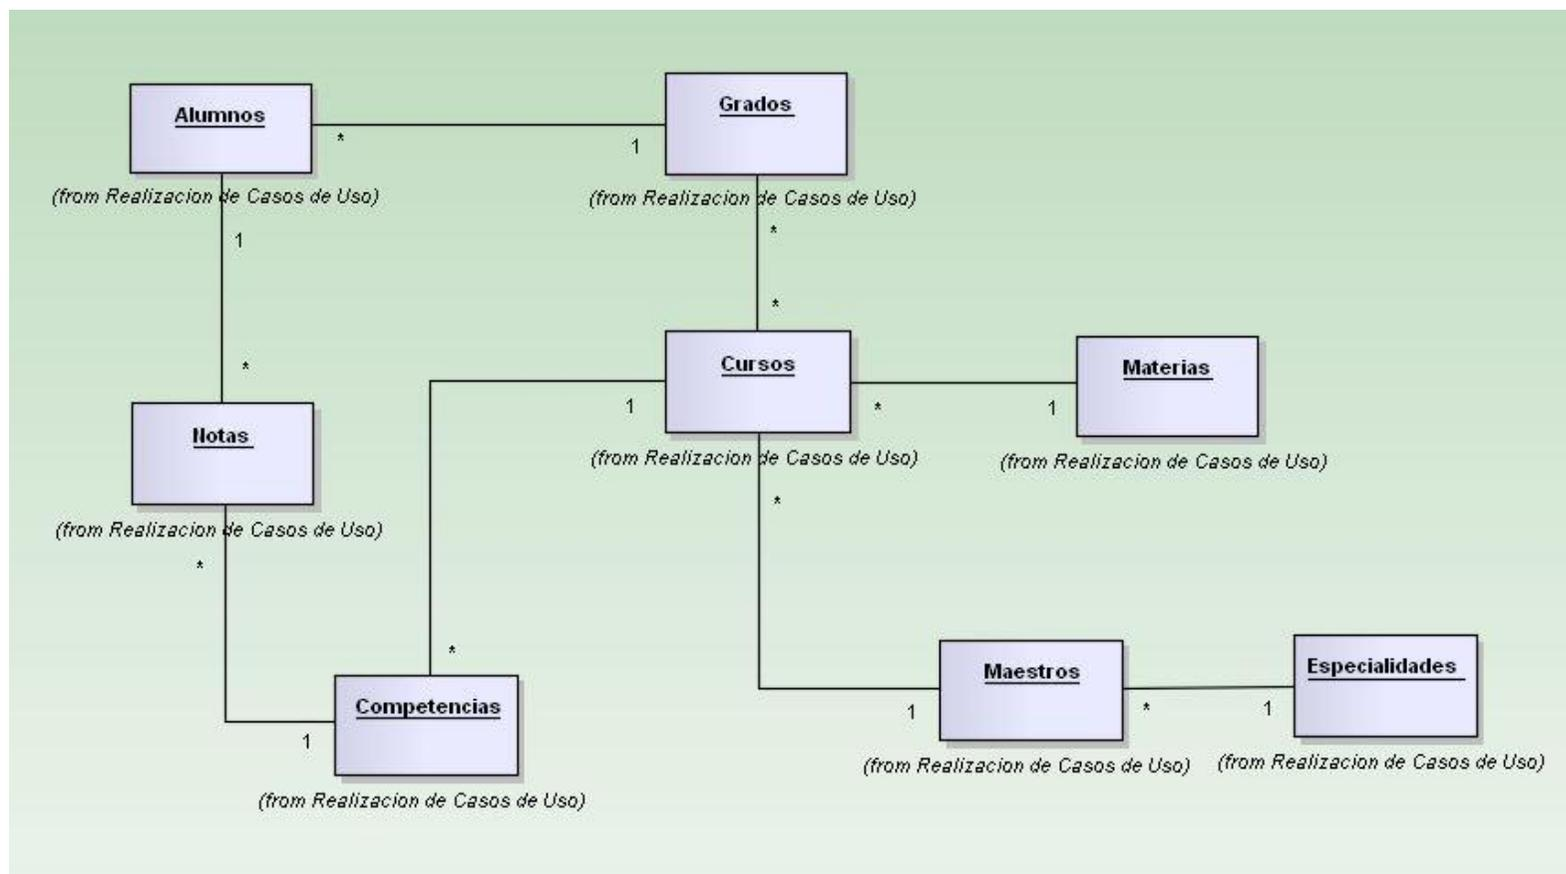 Alumnos
Grados
*
1
(from Realizacion de Casos de Uso)
(from Realizacion de Casos de Uso)
1
*
*
*
Cursos
Materias
1
*
1
Notas
(from Realizacion de Casos de Uso)
(from Realizacion de Casos de Uso)
*
(from Realizacion de Casos de Uso)
*
*
Maestros
Especialidades
Competencias
1
*
1
1
(from Realizacion de Casos de Uso)
(from Realizacion de Casos de Uso)
(from Realizacion de Casos de Uso)